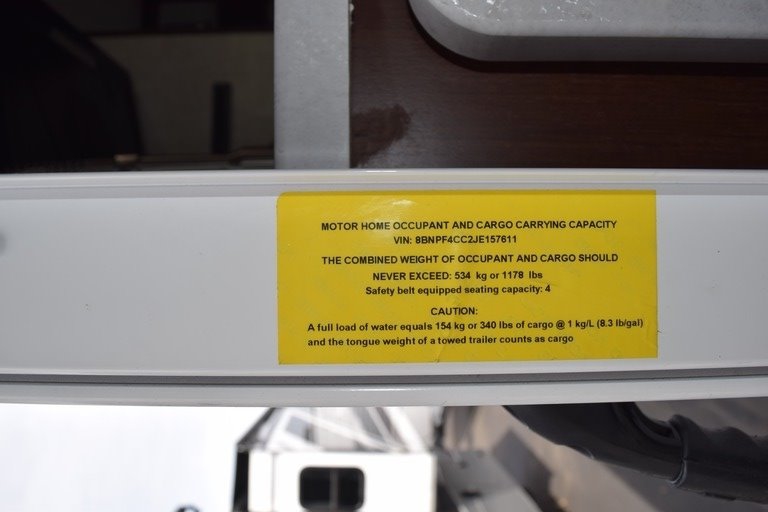 MOTOR HOME OCCUPANT AND CARGO CARRYING CAPACITY
VIN: 8BNPF4CC2JE157611
THE COMBINED WEIGHT OF OCCUPANT AND CARGO SHOULD
NEVER EXCEED: 534 kg or 1178 lbs
Safety belt equipped seating capacity: 4
CAUTION:
A full load of water equals 154 kg or 340 lbs of cargo @ 1 kg/L (8.3 lb/gal)
and the tongue weight of a towed trailer counts as cargo